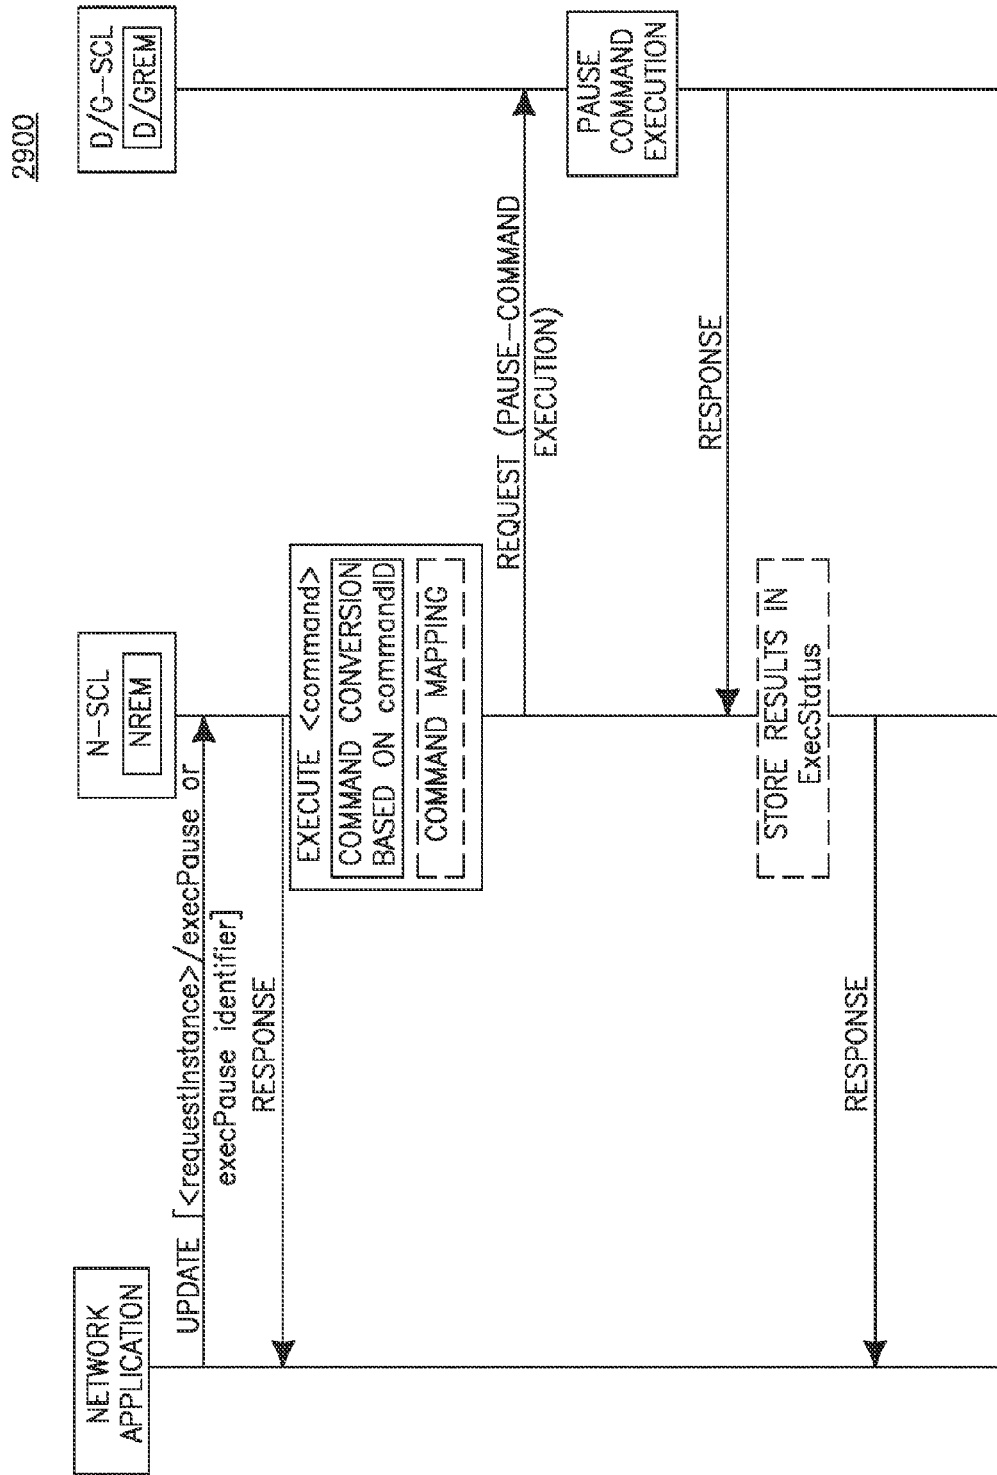 2900
NETWORK
APPLICATION
N-SCL
NREM
D/G-SCL
D/GREM
UPDATE [<requestInstance>/execPause or
execPause identifier]
RESPONSE
EXECUTE <command>
COMMAND CONVERSION
BASED ON commandID
COMMAND MAPPING
REQUEST (PAUSE-COMMAND
EXECUTION)
PAUSE
COMMAND
EXECUTION
RESPONSE
STORE RESULTS IN
ExecStatus
RESPONSE